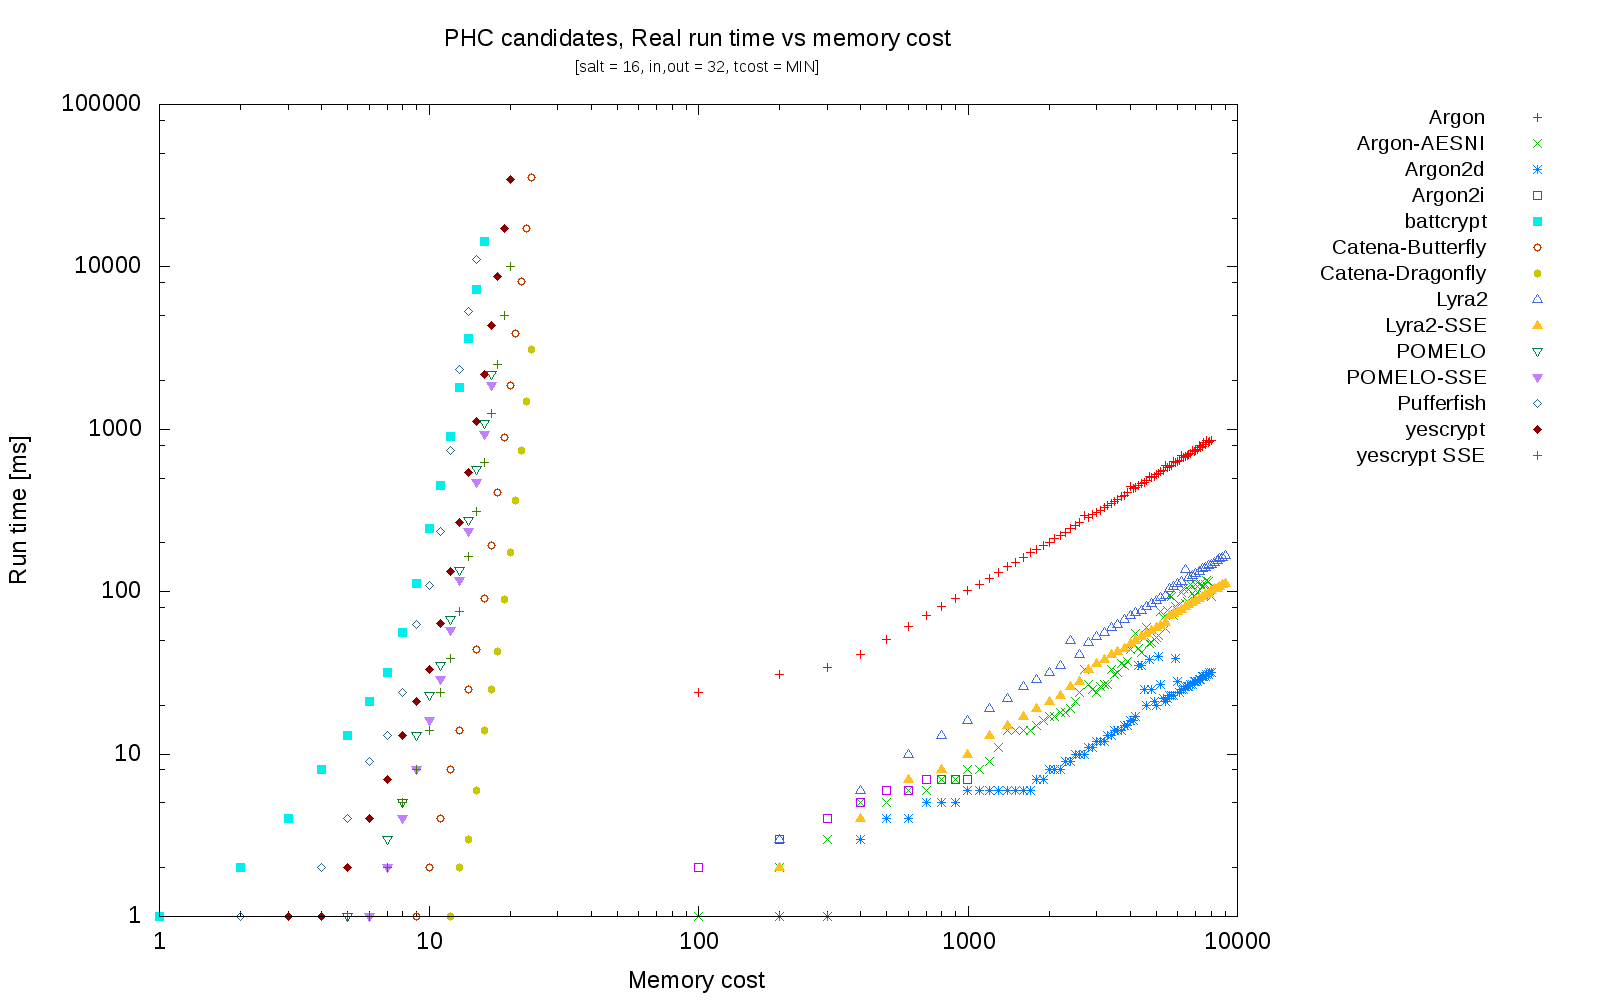 PHC candidates, Real run time vs memory cost
[salt = 16, in,out = 32, tcost = MIN]
100000
10000
1000
100
10
1
Run time [ms]
1
10
100
1000
10000
Memory cost
Argon
Argon-AESNI
Argon2d
Argon2i
battcrypt
Catena-Butterfly
Catena-Dragonfly
Lyra2
Lyra2-SSE
POMELO
POMELO-SSE
Pufferfish
yescrypt
yescrypt SSE